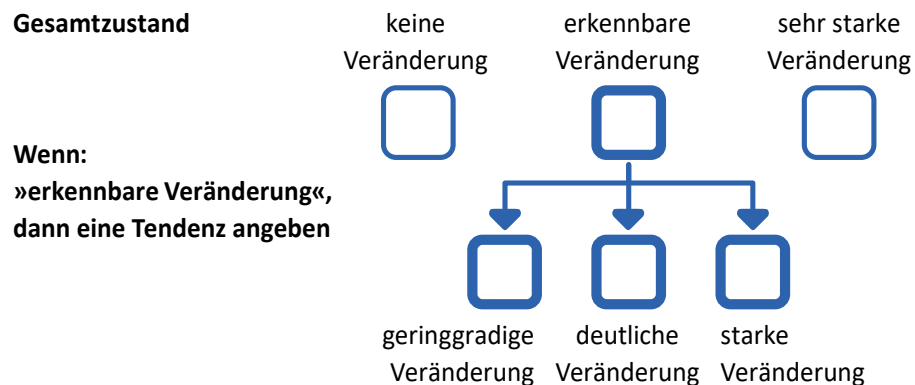 Gesamtzustand
keine
Veränderung
erkennbare
Veränderung
sehr starke
Veränderung
Wenn:
»erkennbare Veränderung«,
dann eine Tendenz angeben
geringgradige
Veränderung
deutliche
Veränderung
starke
Veränderung